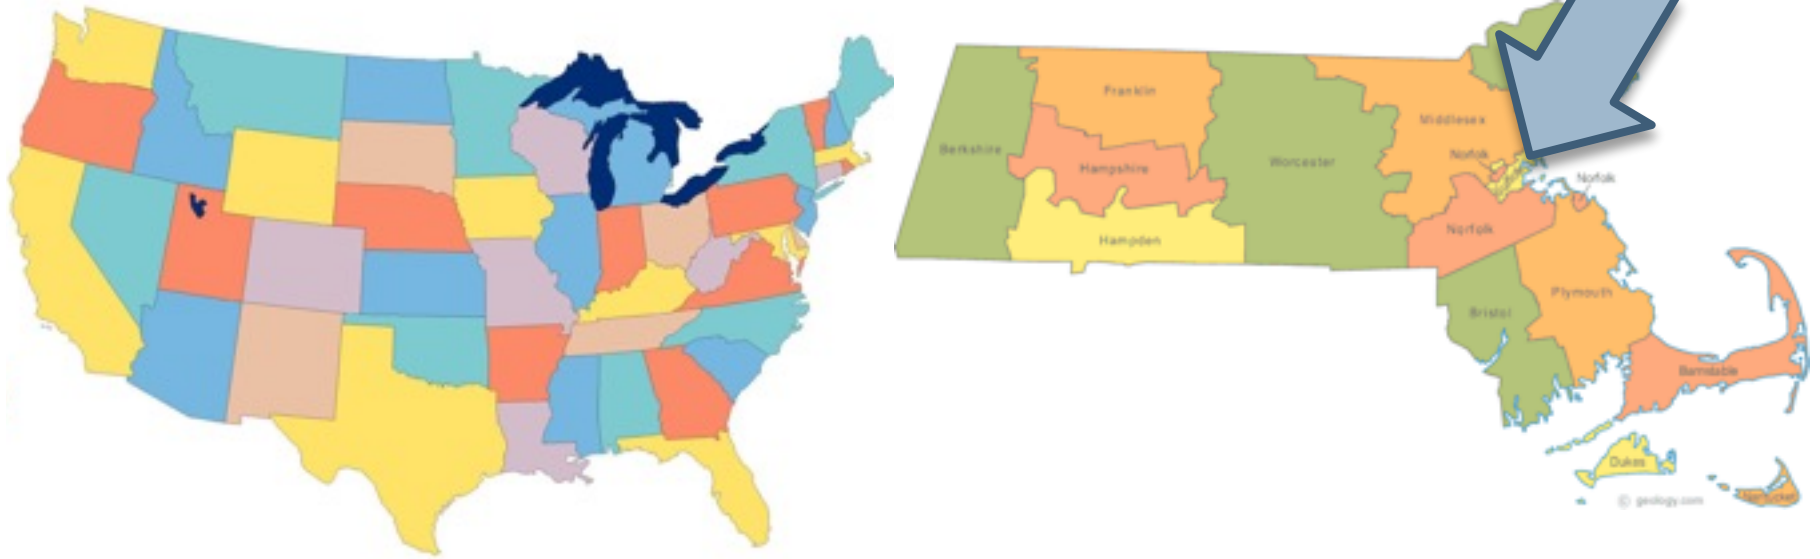 Franklin
Middlesex
Berkshire
Norfolk
Hampshire
Worcester
Norfolk
Norfolk
Hampden
Plymouth
Bristol
Barnstable
Dukes
Nantucket
© geology.com